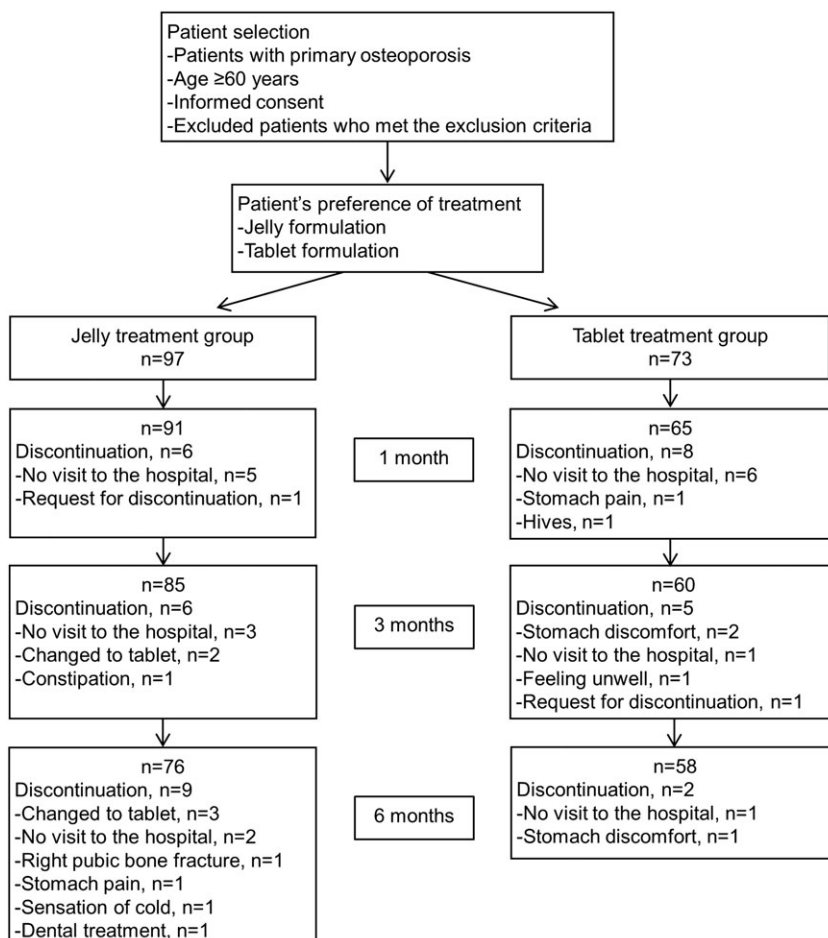 Patient selection
-Patients with primary osteoporosis
-Age ≥60 years
-Informed consent
-Excluded patients who met the exclusion criteria
Patient's preference of treatment
-Jelly formulation
-Tablet formulation
Jelly treatment group
n=97
Tablet treatment group
n=73
n=91
Discontinuation, n=6
-No visit to the hospital, n=5
-Request for discontinuation, n=1
1 month
n=65
Discontinuation, n=8
-No visit to the hospital, n=6
-Stomach pain, n=1
-Hives, n=1
n=85
Discontinuation, n=6
-No visit to the hospital, n=3
-Changed to tablet, n=2
-Constipation, n=1
3 months
n=60
Discontinuation, n=5
-Stomach discomfort, n=2
-No visit to the hospital, n=1
-Feeling unwell, n=1
-Request for discontinuation, n=1
n=76
Discontinuation, n=9
-Changed to tablet, n=3
-No visit to the hospital, n=2
-Right pubic bone fracture, n=1
-Stomach pain, n=1
-Sensation of cold, n=1
-Dental treatment, n=1
6 months
n=58
Discontinuation, n=2
-No visit to the hospital, n=1
-Stomach discomfort, n=1